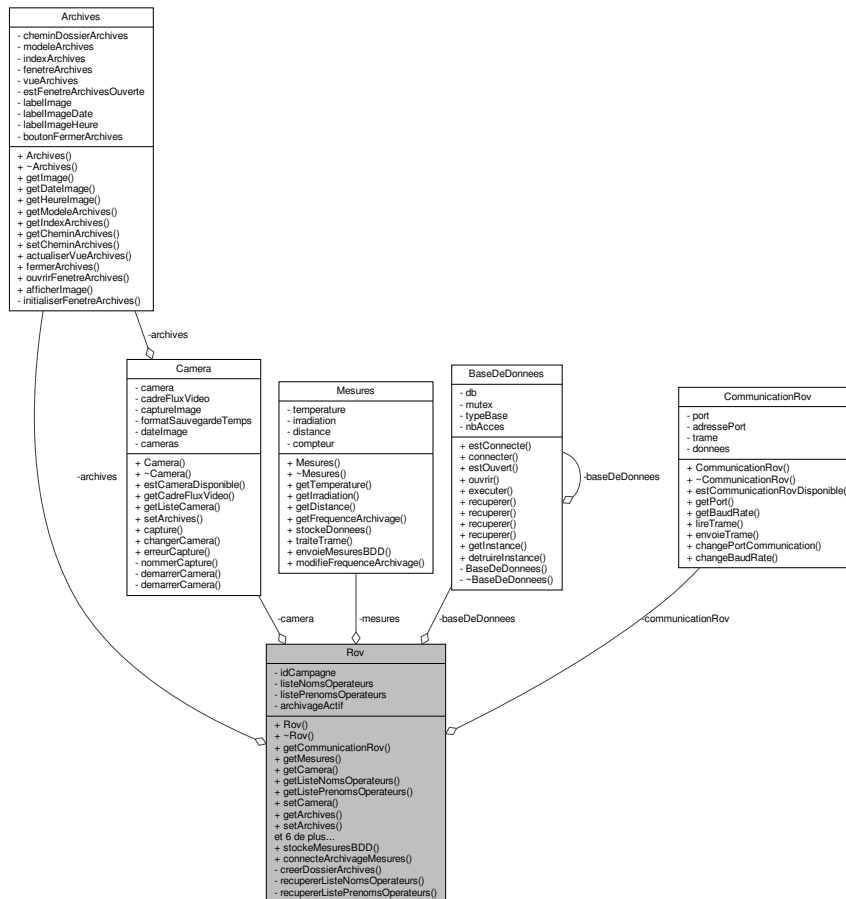 Archives
- cheminDossierArchives
- modeleArchives
- indexArchives
- fenetreArchives
- vueArchives
- estFenetreArchivesOuverte
- labelImage
- labelImageDate
- labelImageHeure
- boutonFermerArchives
+ Archives()
+ ~Archives()
+ getImage()
+ getDateImage()
+ getHeureImage()
+ getModeleArchives()
+ getIndexArchives()
+ getCheminArchives()
+ setCheminArchives()
+ actualiserVueArchives()
+ fermerArchives()
+ ouvrirFenetreArchives()
+ afficherImage()
- initialiserFenetreArchives()
-archives
-archives
Camera
- camera
- cadreFluxVideo
- captureImage
- formatSauvegardeTemps
- dateImage
- cameras
+ Camera()
+ ~Camera()
+ estCameraDisponible()
+ getCadreFluxVideo()
+ getListeCamera()
+ setArchives()
+ capture()
+ changerCamera()
+ erreurCapture()
- nommerCapture()
- demarrerCamera()
- demarrerCamera()
-camera
Mesures
- temperature
- irradiation
- distance
- compteur
+ Mesures()
+ ~Mesures()
+ getTemperature()
+ getIrradiation()
+ getDistance()
+ getFrequenceArchivage()
+ stockeDonnees()
+ traiteTrame()
+ envoieMesuresBDD()
+ modifieFrequenceArchivage()
-mesures
BaseDeDonnees
- db
- mutex
- typeBase
- nbAcces
+ estConnecte()
+ connecter()
+ estOuvert()
+ ouvrir()
+ executer()
+ recuperer()
+ recuperer()
+ recuperer()
+ recuperer()
+ getInstance()
+ detruireInstance()
- BaseDeDonnees()
- ~BaseDeDonnees()
-baseDeDonnees
-baseDeDonnees
CommunicationRov
- port
- adressePort
- trame
- donnees
+ CommunicationRov()
+ ~CommunicationRov()
+ estCommunicationRovDisponible()
+ getPort()
+ getBaudRate()
+ lireTrame()
+ envoieTrame()
+ changePortCommunication()
+ changeBaudRate()
-communicationRov
Rov
- idCampagne
- listeNomsOperateurs
- listePrenomsOperateurs
- archivageActif
+ Rov()
+ ~Rov()
+ getCommunicationRov()
+ getMesures()
+ getCamera()
+ getListeNomsOperateurs()
+ getListePrenomsOperateurs()
+ setCamera()
+ getArchives()
+ setArchives()
et 6 de plus...
+ stockeMesuresBDD()
+ connecteArchivageMesures()
- creerDossierArchives()
- recupererListeNomsOperateurs()
- recupererListePrenomsOperateurs()